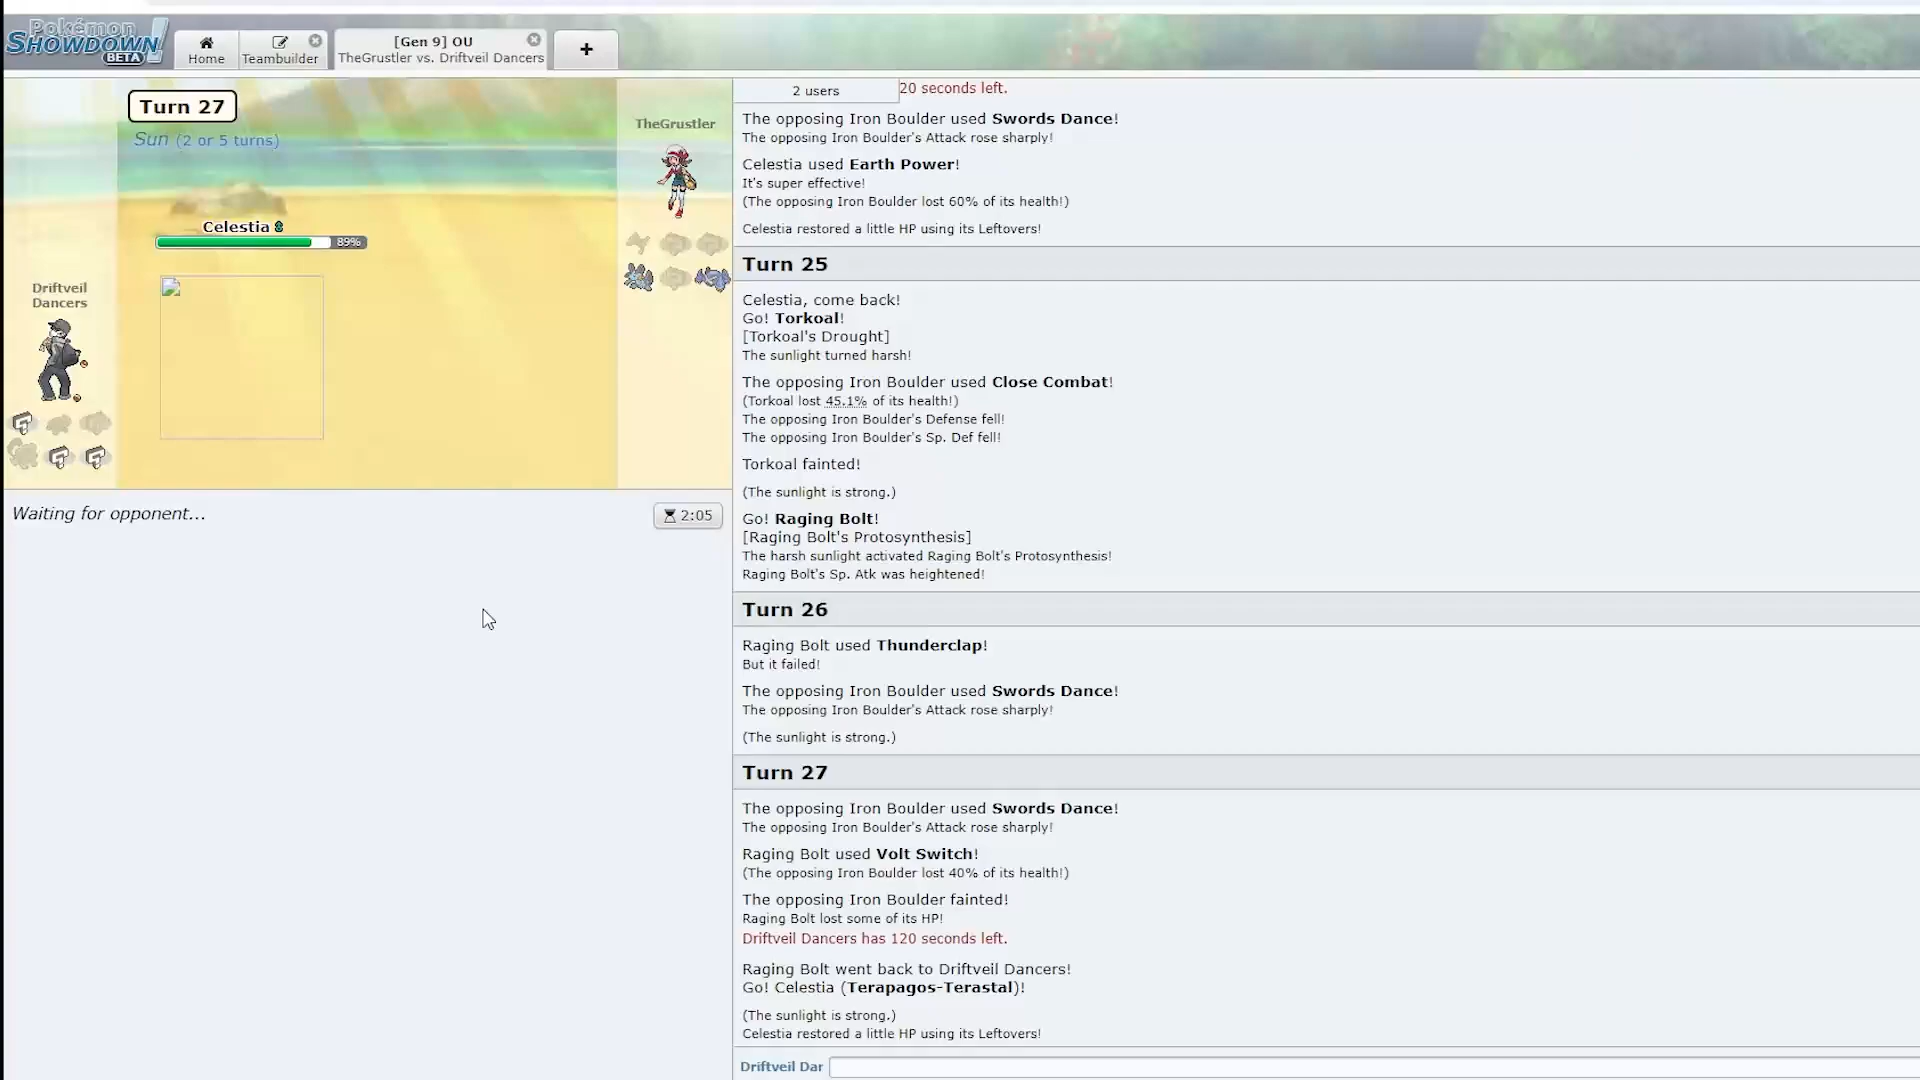 Pokémon
SHOWDOWN!
BETA
Home
Teambuilder
[Gen 9] OU
TheGrustler vs. Driftveil Dancers
+
Turn 27
Sun (2 or 5 turns)
TheGrustler
Celestia
89%
Driftveil
Dancers
Waiting for opponent...
2:05
2 users
20 seconds left.
The opposing Iron Boulder used Swords Dance!
The opposing Iron Boulder's Attack rose sharply!
Celestia used Earth Power!
It's super effective!
(The opposing Iron Boulder lost 60% of its health!)
Celestia restored a little HP using its Leftovers!
Turn 25
Celestia, come back!
Go! Torkoal!
[Torkoal's Drought]
The sunlight turned harsh!
The opposing Iron Boulder used Close Combat!
(Torkoal lost 45.1% of its health!)
The opposing Iron Boulder's Defense fell!
The opposing Iron Boulder's Sp. Def fell!
Torkoal fainted!
(The sunlight is strong.)
Go! Raging Bolt!
[Raging Bolt's Protosynthesis]
The harsh sunlight activated Raging Bolt's Protosynthesis!
Raging Bolt's Sp. Atk was heightened!
Turn 26
Raging Bolt used Thunderclap!
But it failed!
The opposing Iron Boulder used Swords Dance!
The opposing Iron Boulder's Attack rose sharply!
(The sunlight is strong.)
Turn 27
The opposing Iron Boulder used Swords Dance!
The opposing Iron Boulder's Attack rose sharply!
Raging Bolt used Volt Switch!
(The opposing Iron Boulder lost 40% of its health!)
The opposing Iron Boulder fainted!
Raging Bolt lost some of its HP!
Driftveil Dancers has 120 seconds left.
Raging Bolt went back to Driftveil Dancers!
Go! Celestia (Terapagos-Terastal)!
(The sunlight is strong.)
Celestia restored a little HP using its Leftovers!
Driftveil Dar